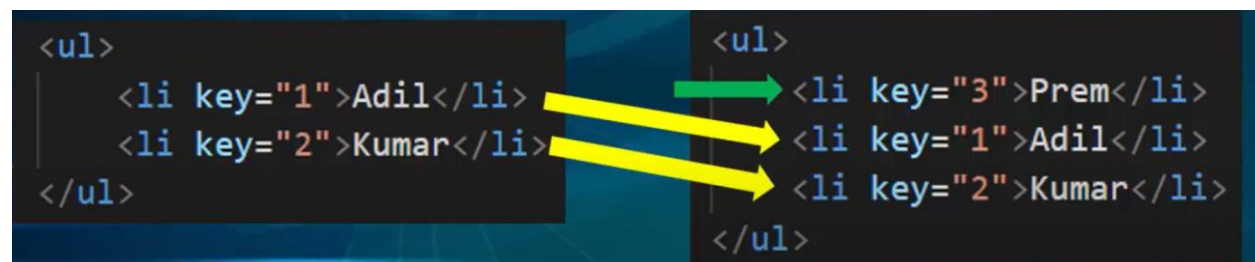 <ul>
<li key="1">Adil</li>
<li key="2">Kumar</li>
</ul>
<ul>
<li key="3">Prem</li>
<li key="1">Adil</li>
<li key="2">Kumar</li>
</ul>